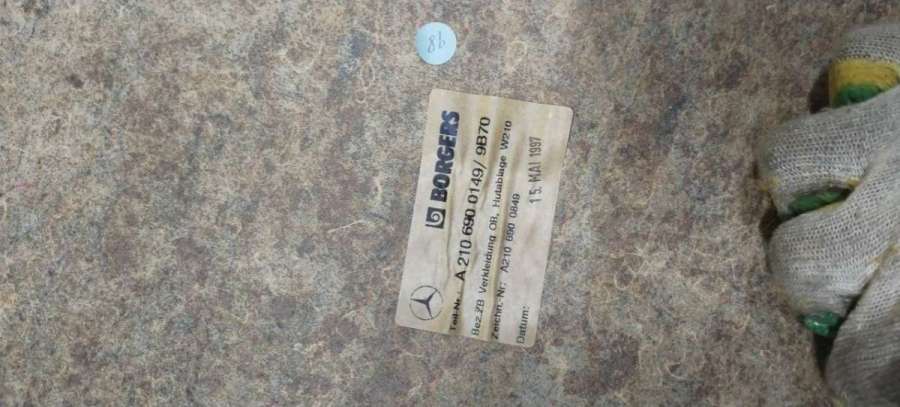 98
BORGERS
Teil Nr.: A 210 690 0149/ 9B70
Bez.:ZB Verkleidung OB, Hutablage W210
Zeichn. Nr: A210 690 0849
Datum: 15. MAI 1997